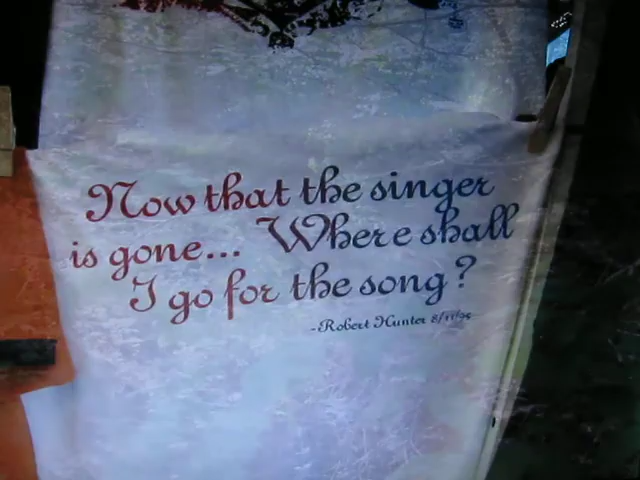 Now that the singer
is gone... Where shall
I go for the song?
-Robert Hunter